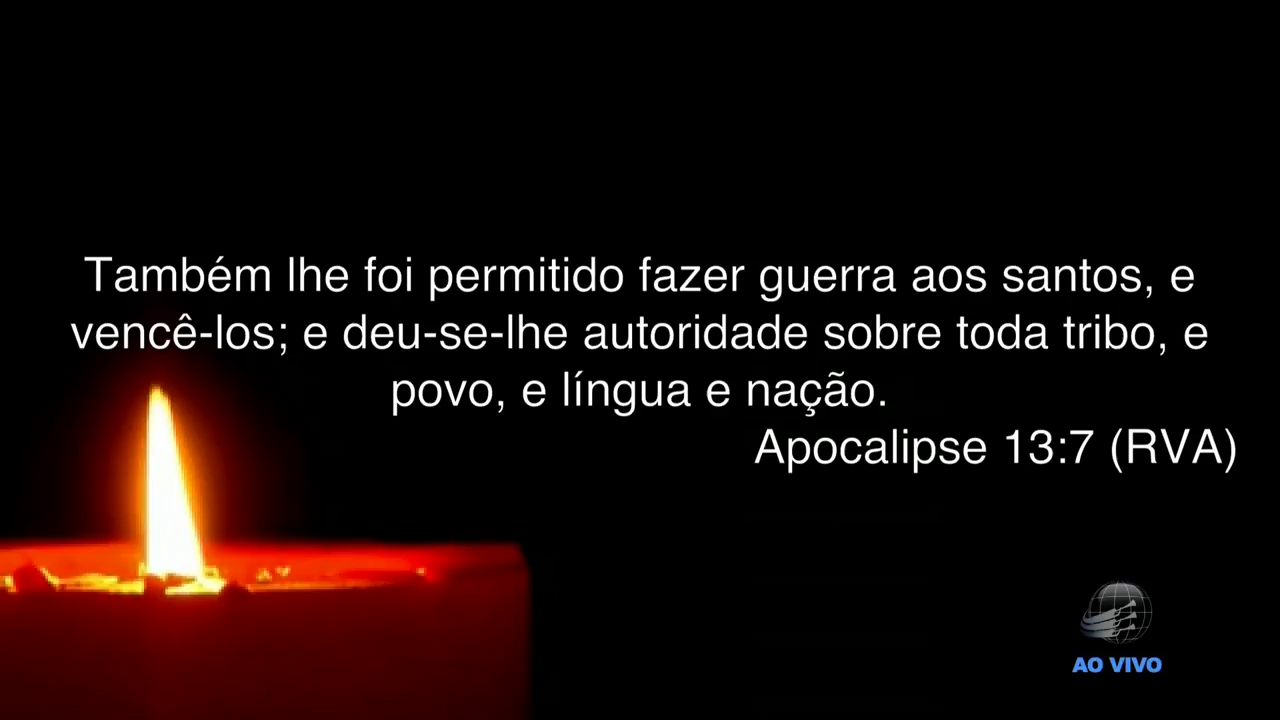 Também lhe foi permitido fazer guerra aos santos, e
vencê-los; e deu-se-lhe autoridade sobre toda tribo, e
povo, e língua e nação.
Apocalipse 13:7 (RVA)
AO VIVO